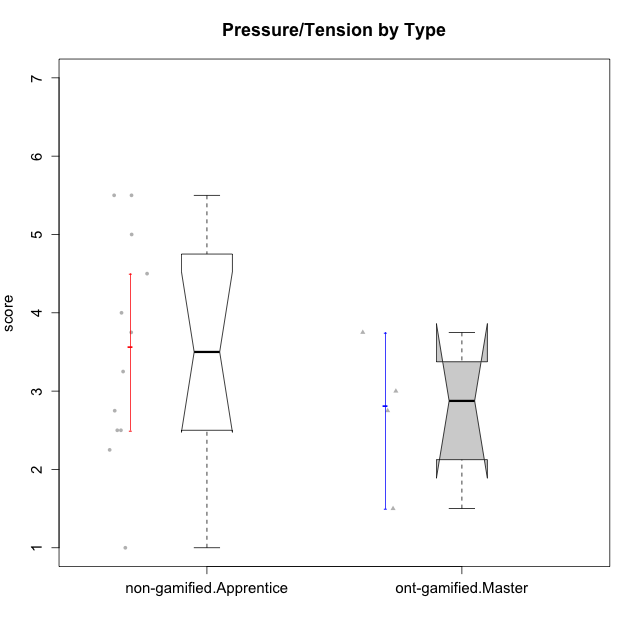 Pressure/Tension by Type
7
6
5
4
3
2
1
score
non-gamified.Apprentice
ont-gamified.Master